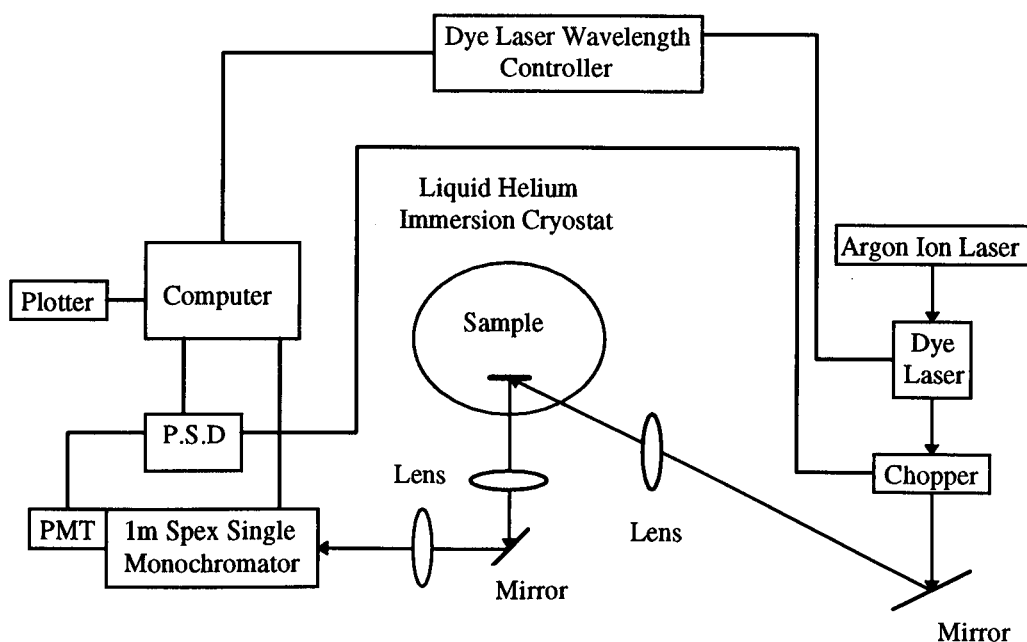 Dye Laser Wavelength
Controller
Liquid Helium
Immersion Cryostat
Argon Ion Laser
Plotter
Computer
Sample
Dye
Laser
P.S.D
Lens
Chopper
PMT
1m Spex Single
Monochromator
Lens
Mirror
Mirror